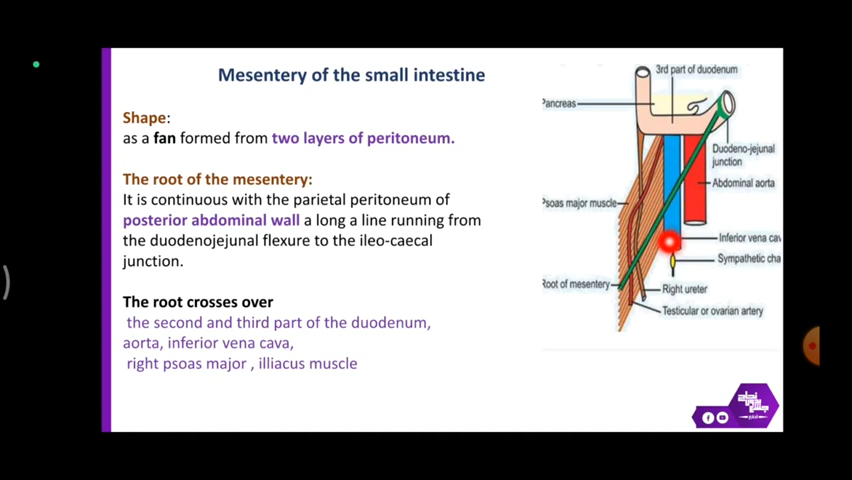 Mesentery of the small intestine
Shape:
as a fan formed from two layers of peritoneum.
The root of the mesentery:
It is continuous with the parietal peritoneum of
posterior abdominal wall a long a line running from
the duodenojejunal flexure to the ileo-caecal
junction.
The root crosses over
the second and third part of the duodenum,
aorta, inferior vena cava,
right psoas major , illiacus muscle
3rd part of duodenum
Pancreas
Duodeno-jejunal
junction
Abdominal aorta
Psoas major muscle
Inferior vena cav
Sympathetic cha
Root of mesentery
Right ureter
Testicular or ovarian artery